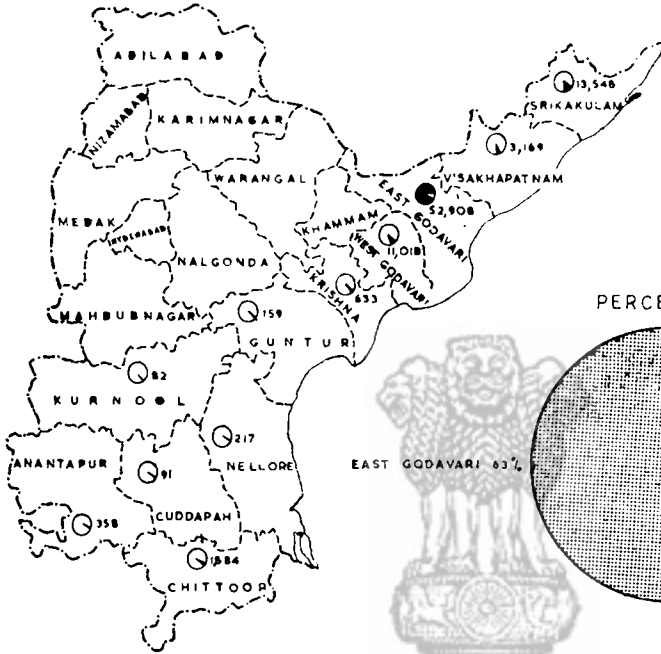 ADILABAD
13,548
SRIKAKULAM
NIZAMABAD
KARIMNAGAR
3,169
WARANGAL
V'SAKHAPATNAM
EAST GODAVARI
52,908
MEDAK
HYDERABAD
KHAMMAM
WEST GODAVARI
11,018
NALGONDA
KRISHNA
633
MAHBUBNAGAR
159
GUNTUR
PERCE
82
KURNOOL
217
NELLORE
EAST GODAVARI 63%
ANANTAPUR
91
CUDDAPAH
358
1584
CHITTOOR